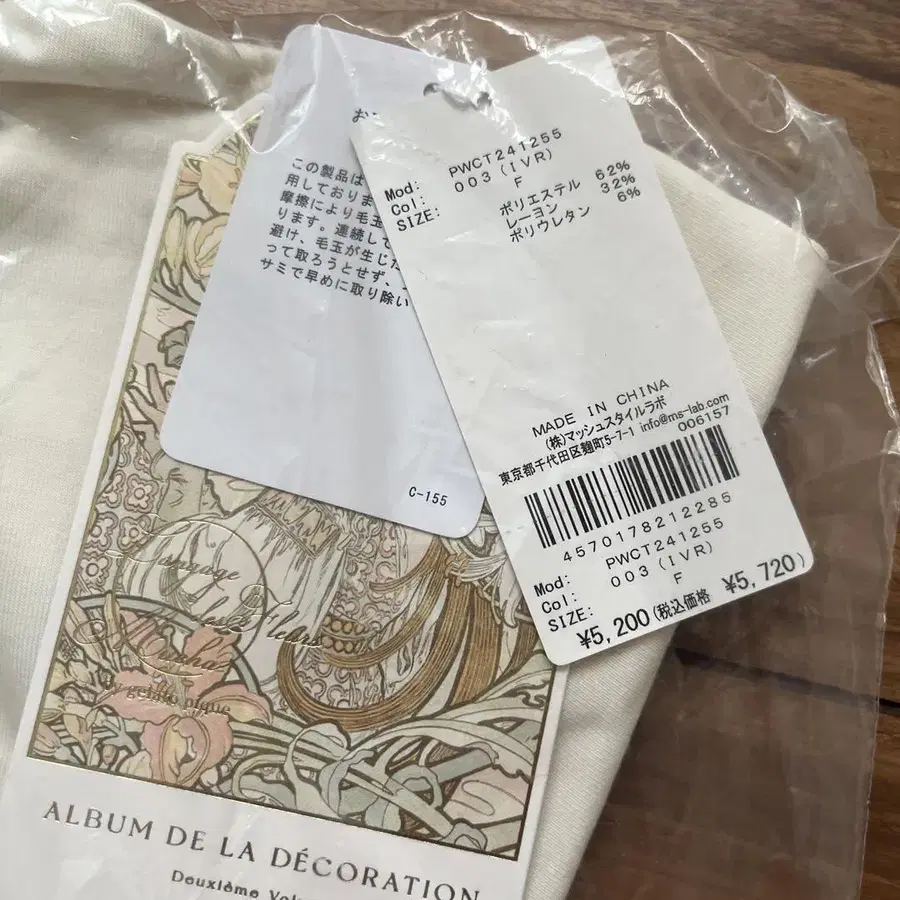 この製品は
用しておりま
摩擦により毛玉
ります。連続して
避け、毛玉が生じた
って取ろうとせず、
サミで早めに取り除い
C-155
Mod: PWCT241255
Col: 003(IVR)
SIZE: F
ポリエステル 62%
レーヨン 32%
ポリウレタン 6%
MADE IN CHINA
(株)マッシュスタイルラボ
東京都千代田区麹町5-7-1 info@ms-lab.com
006157
4570178212285
Mod: PWCT241255
Col: 003(IVR)
SIZE: F
¥5,200(税込価格 ¥5,720)
by gelato pique
ALBUM DE LA DÉCORATION
Deuxième